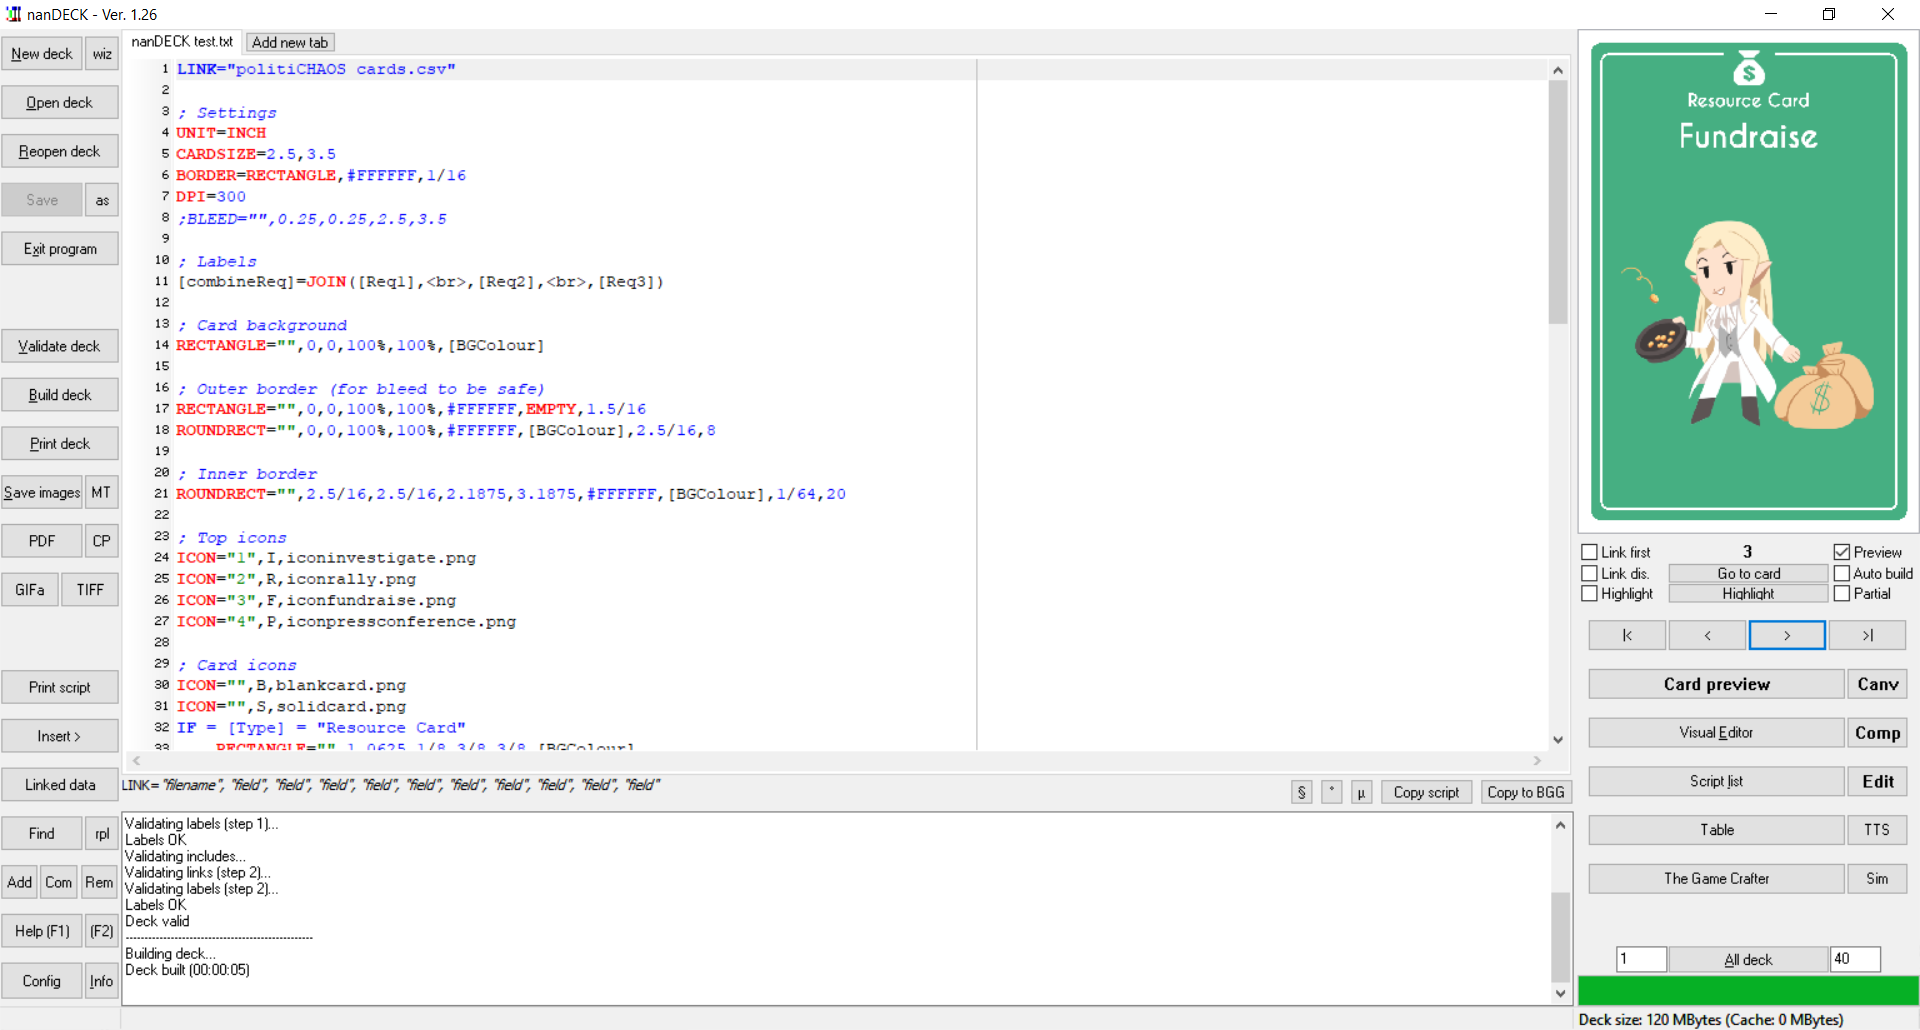 nanDECK - Ver. 1.26
New deck
wiz
Open deck
Reopen deck
Save
as
Exit program
Validate deck
Build deck
Print deck
Save images
MT
PDF
CP
GIFa
TIFF
Print script
Insert >
Linked data
Find
rpl
Add
Com
Rem
Help (F1)
(F2)
Config
Info
nanDECK test.txt
Add new tab
1 LINK="politiCHAOS cards.csv"
2
3 ; Settings
4 UNIT=INCH
5 CARDSIZE=2.5,3.5
6 BORDER=RECTANGLE,#FFFFFF,1/16
7 DPI=300
8 ;BLEED="",0.25,0.25,2.5,3.5
9
10 ; Labels
11 [combineReq]=JOIN([Req1],<br>,[Req2],<br>,[Req3])
12
13 ; Card background
14 RECTANGLE="",0,0,100%,100%,[BGColour]
15
16 ; Outer border (for bleed to be safe)
17 RECTANGLE="",0,0,100%,100%,#FFFFFF,EMPTY,1.5/16
18 ROUNDRECT="",0,0,100%,100%,#FFFFFF,[BGColour],2.5/16,8
19
20 ; Inner border
21 ROUNDRECT="",2.5/16,2.5/16,2.1875,3.1875,#FFFFFF,[BGColour],1/64,20
22
23 ; Top icons
24 ICON="1",I,iconinvestigate.png
25 ICON="2",R,iconrally.png
26 ICON="3",F,iconfundraise.png
27 ICON="4",P,iconpressconference.png
28
29 ; Card icons
30 ICON="",B,blankcard.png
31 ICON="",S,solidcard.png
32 IF = [Type] = "Resource Card"
33 RECTANGLE="",1.0625,1/8,3/8,3/8,[BGColour]
LINK= "filename", "field", "field", "field", "field", "field", "field", "field", "field", "field", "field", "field"
§
°
µ
Copy script
Copy to BGG
Validating labels (step 1)...
Labels OK
Validating includes...
Validating links (step 2)...
Validating labels (step 2)...
Labels OK
Deck valid
--------------------------------------------------
Building deck...
Deck built (00:00:05)
$
Resource Card
Fundraise
$
Link first
3
Preview
Link dis.
Go to card
Auto build
Highlight
Highlight
Partial
|<
<
>
>|
Card preview
Canv
Visual Editor
Comp
Script list
Edit
Table
TTS
The Game Crafter
Sim
1
All deck
40
Deck size: 120 MBytes (Cache: 0 MBytes)